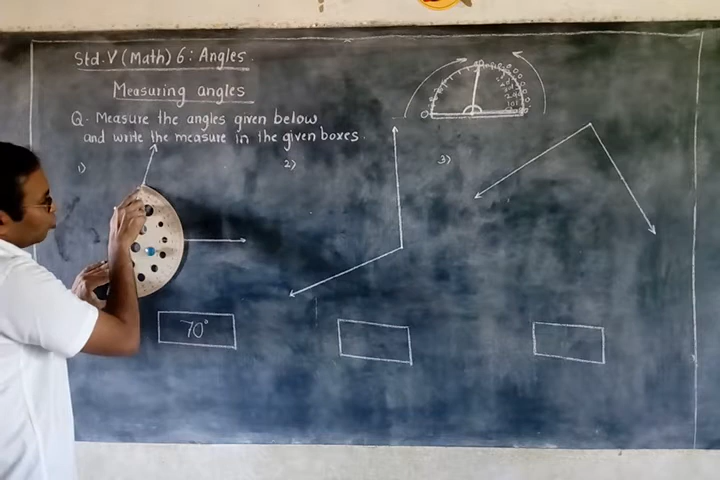 Std. V (Math) 6: Angles.
Measuring angles
Q. Measure the angles given below
and write the measure in the given boxes.
1)
2)
3)
70°